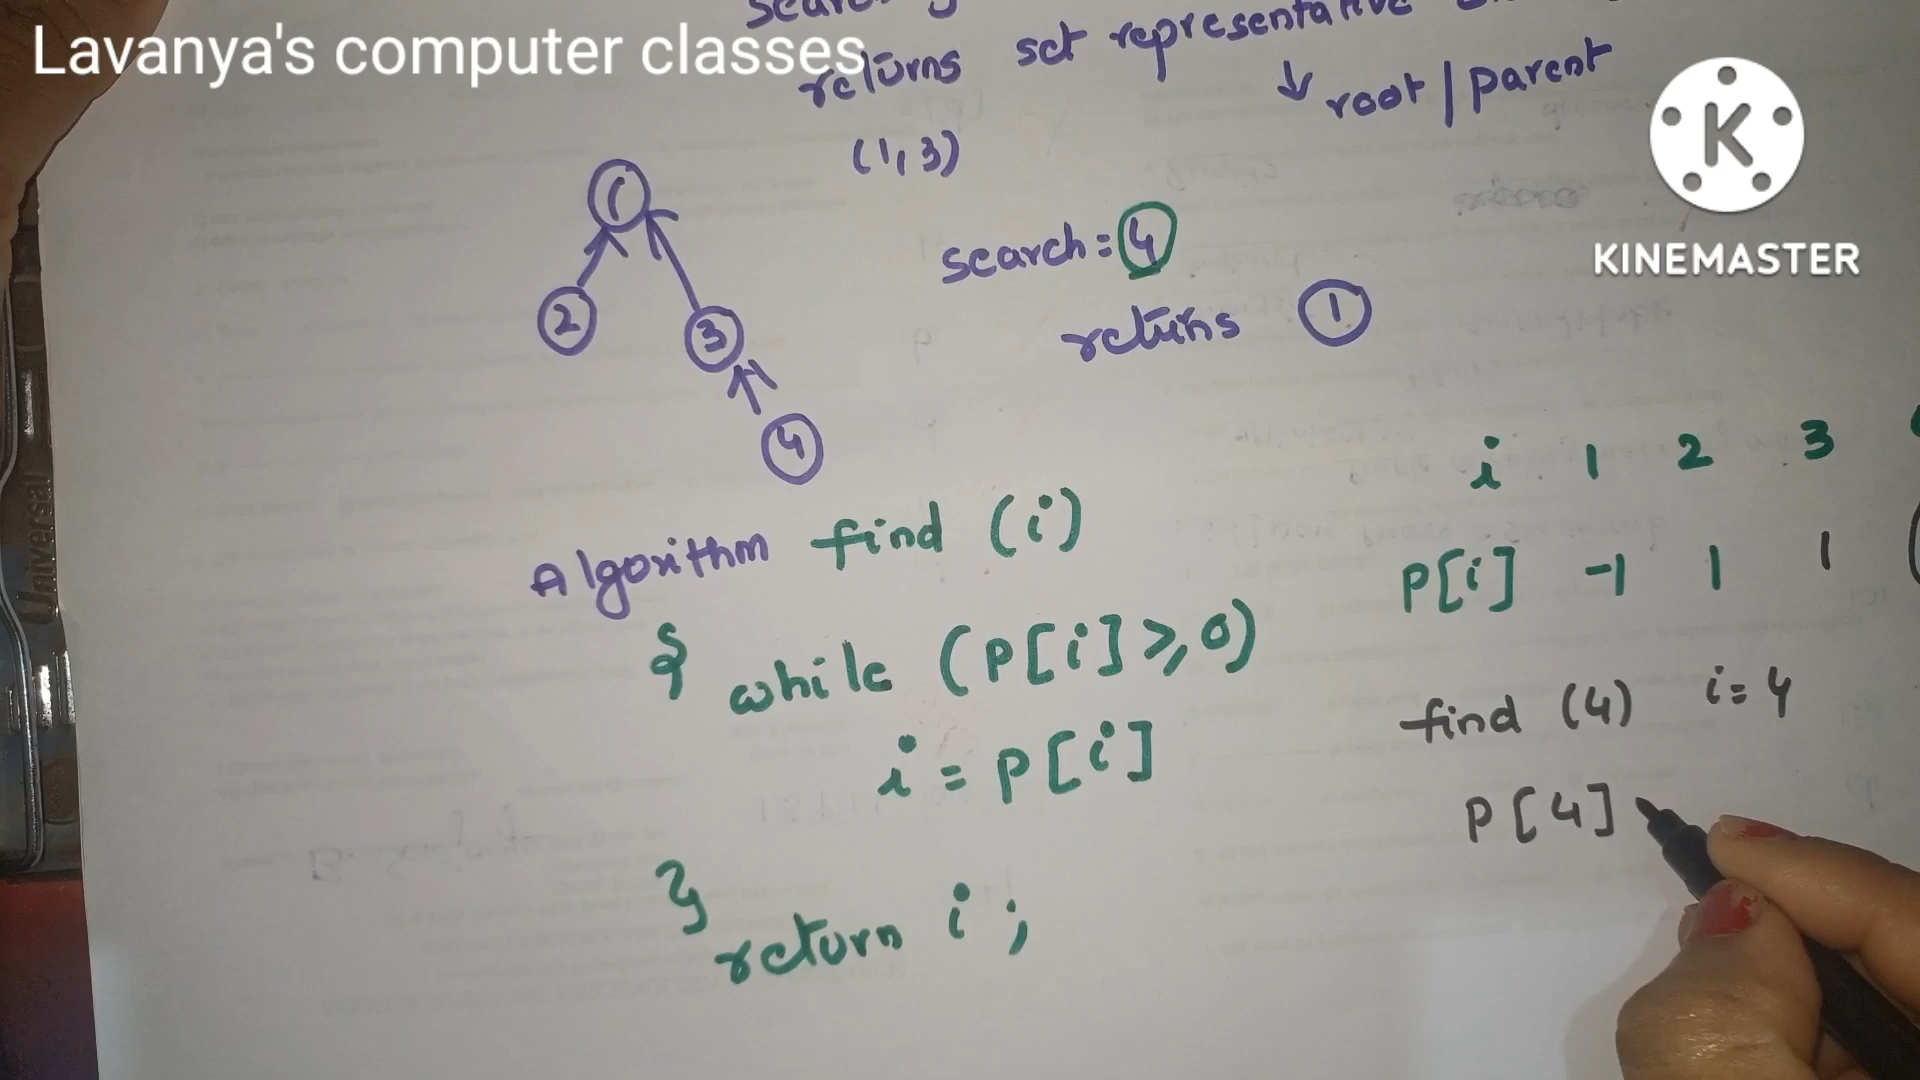 Lavanya's computer classes
returns set representative
↓ root / parent
(1, 3)
1
K
KINEMASTER
search = 4
2
3
returns 1
4
i 1 2 3
Algorithm find (i)
P[i] -1 1 1
{ while (P[i] ≥ 0)
find (4) i = 4
i = P[i]
P[4]
}
return i ;
Universal